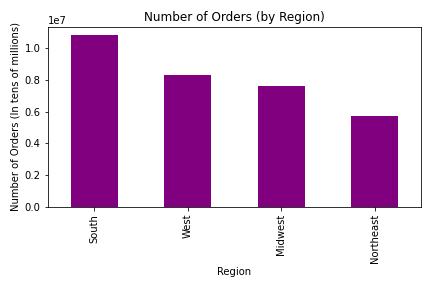 Number of Orders (by Region)
1e7
Number of Orders (In tens of millions)
1.0
0.8
0.6
0.4
0.2
0.0
South
West
Midwest
Northeast
Region